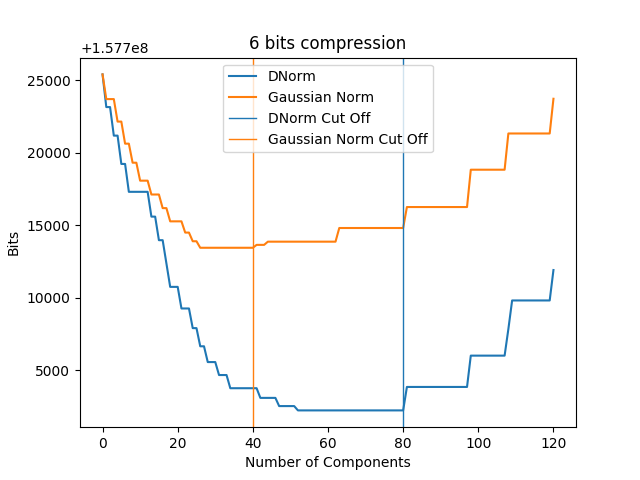 6 bits compression
+1.577e8
DNorm
Gaussian Norm
DNorm Cut Off
Gaussian Norm Cut Off
25000
20000
15000
10000
5000
Bits
0 20 40 60 80 100 120
Number of Components